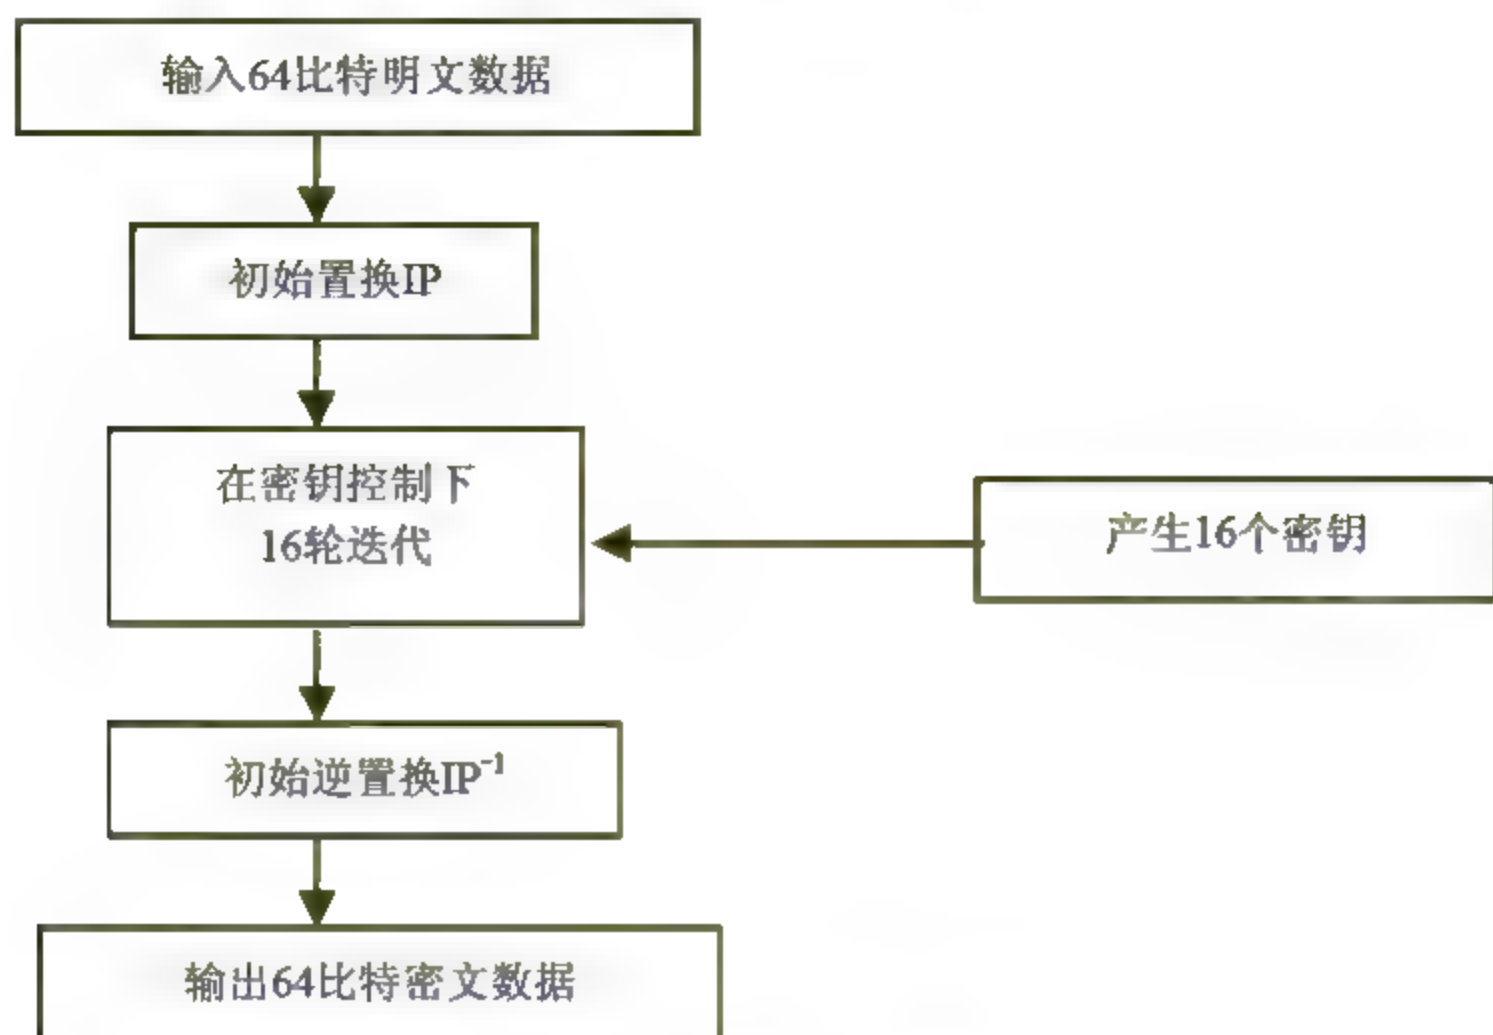 输入64比特明文数据
初始置换IP
在密钥控制下
16轮迭代
产生16个密钥
初始逆置换IP⁻¹
输出64比特密文数据